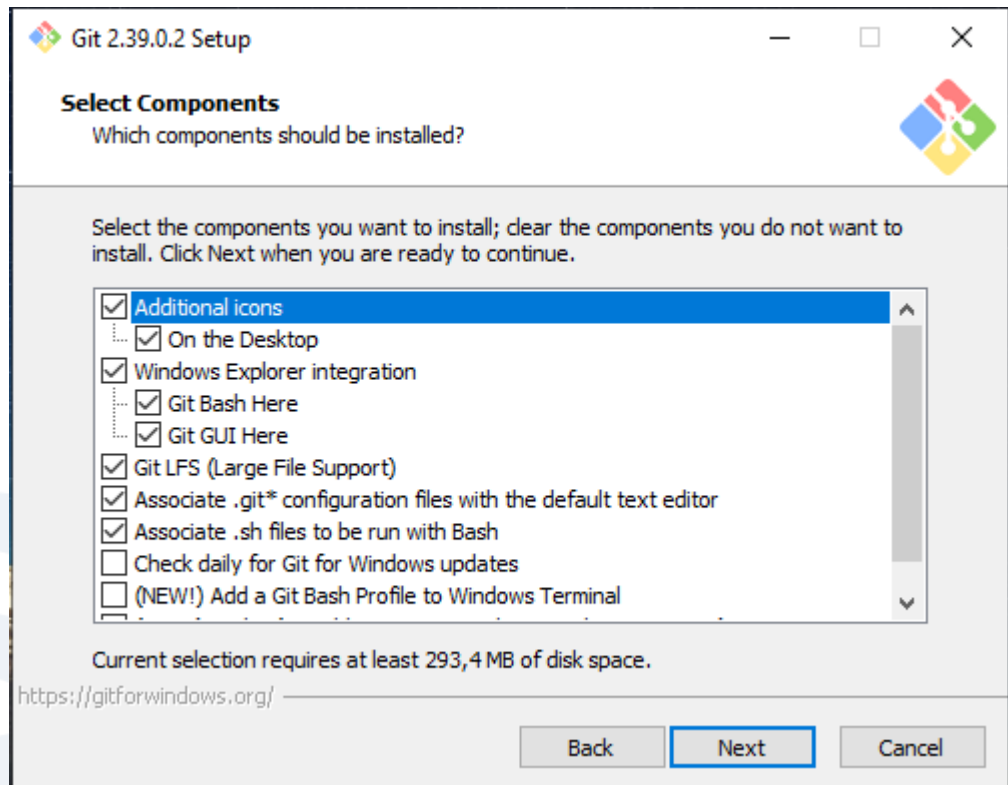 Git 2.39.0.2 Setup
Select Components
Which components should be installed?
Select the components you want to install; clear the components you do not want to
install. Click Next when you are ready to continue.
Additional icons
On the Desktop
Windows Explorer integration
Git Bash Here
Git GUI Here
Git LFS (Large File Support)
Associate .git* configuration files with the default text editor
Associate .sh files to be run with Bash
Check daily for Git for Windows updates
(NEW!) Add a Git Bash Profile to Windows Terminal
Current selection requires at least 293,4 MB of disk space.
https://gitforwindows.org/
Back
Next
Cancel